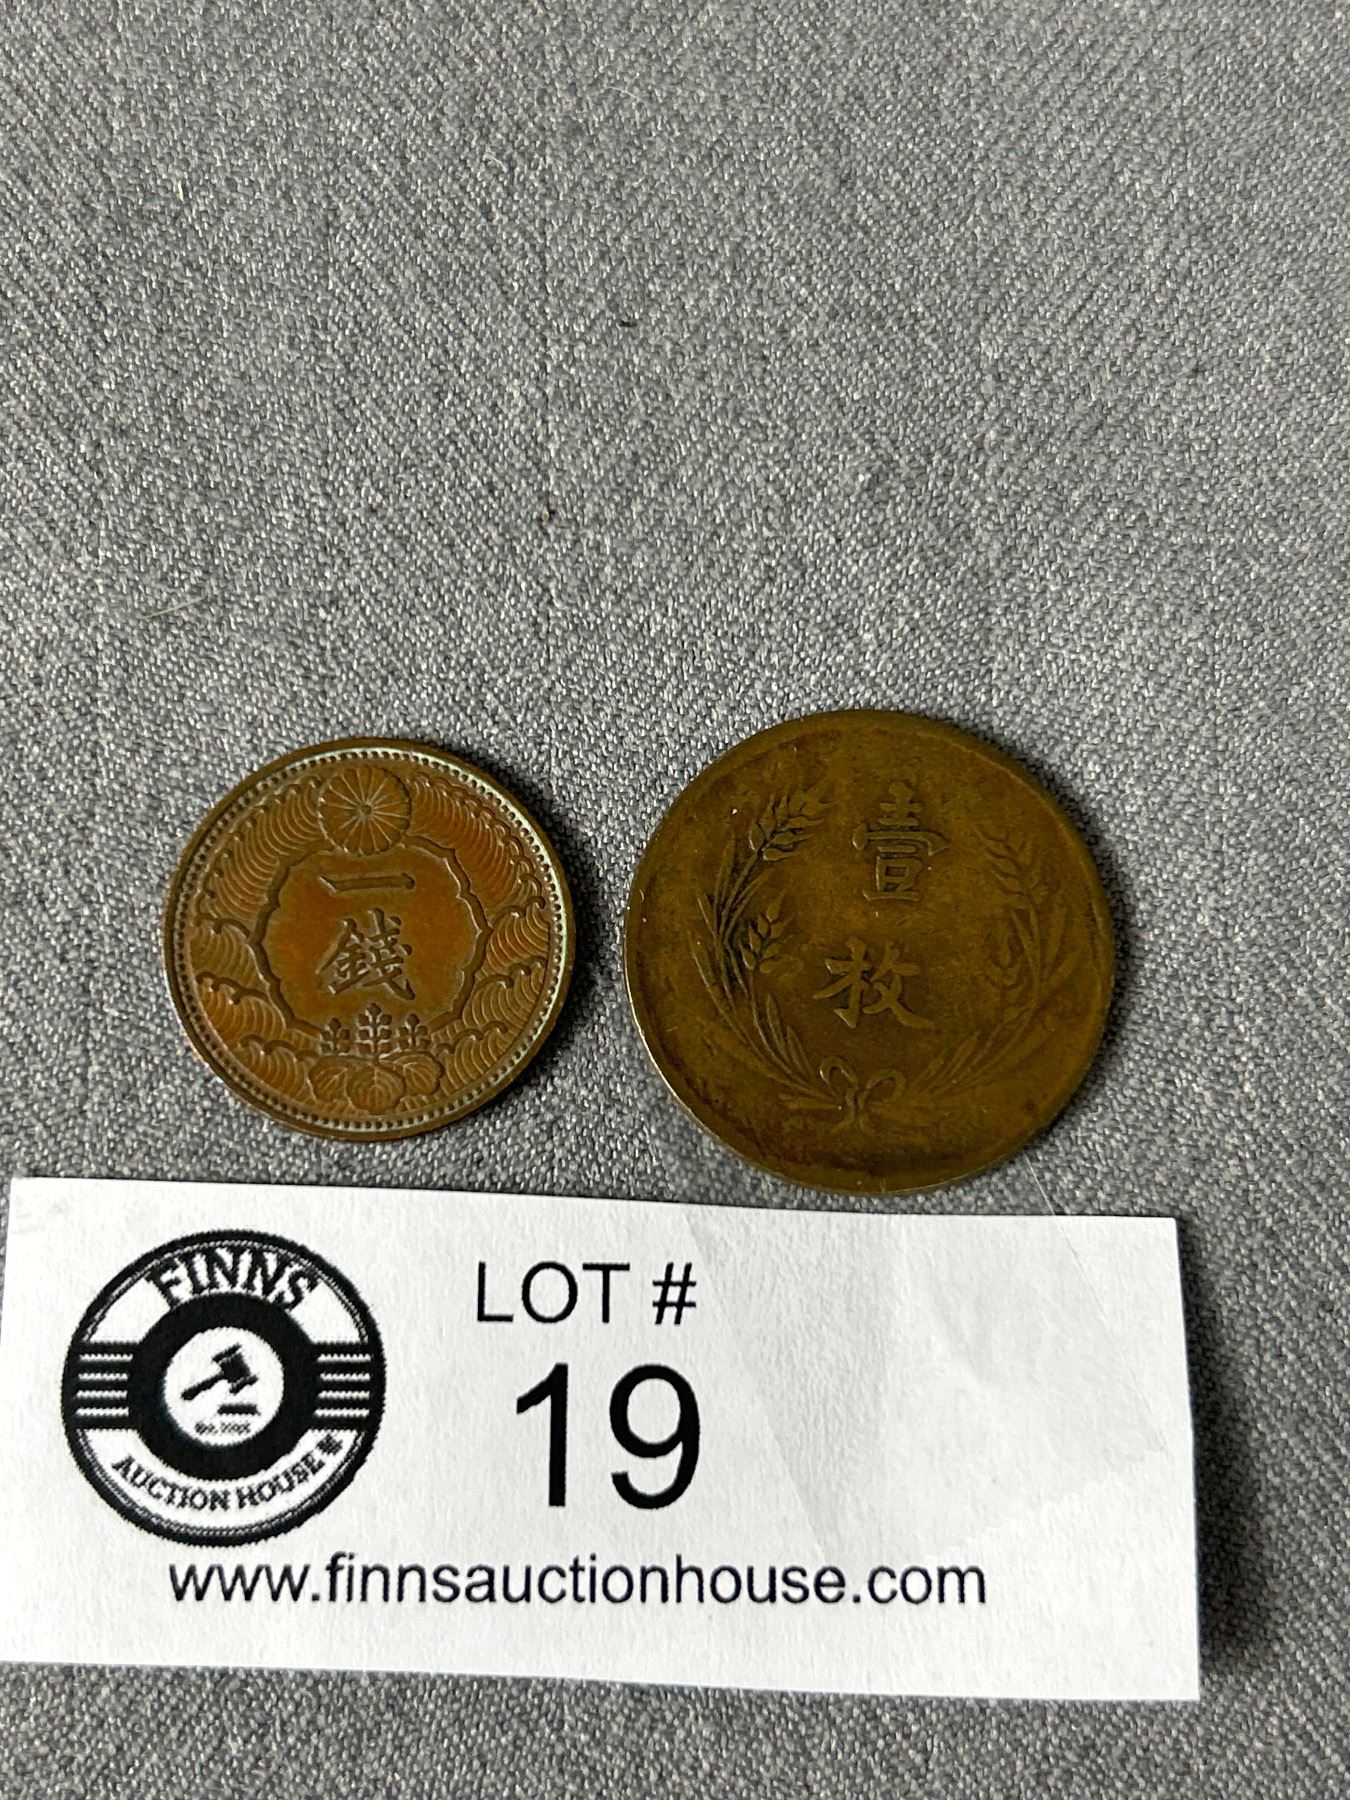 一
錢
壹
枚
FINNS
AUCTION HOUSE
LOT #
19
www.finnsauctionhouse.com